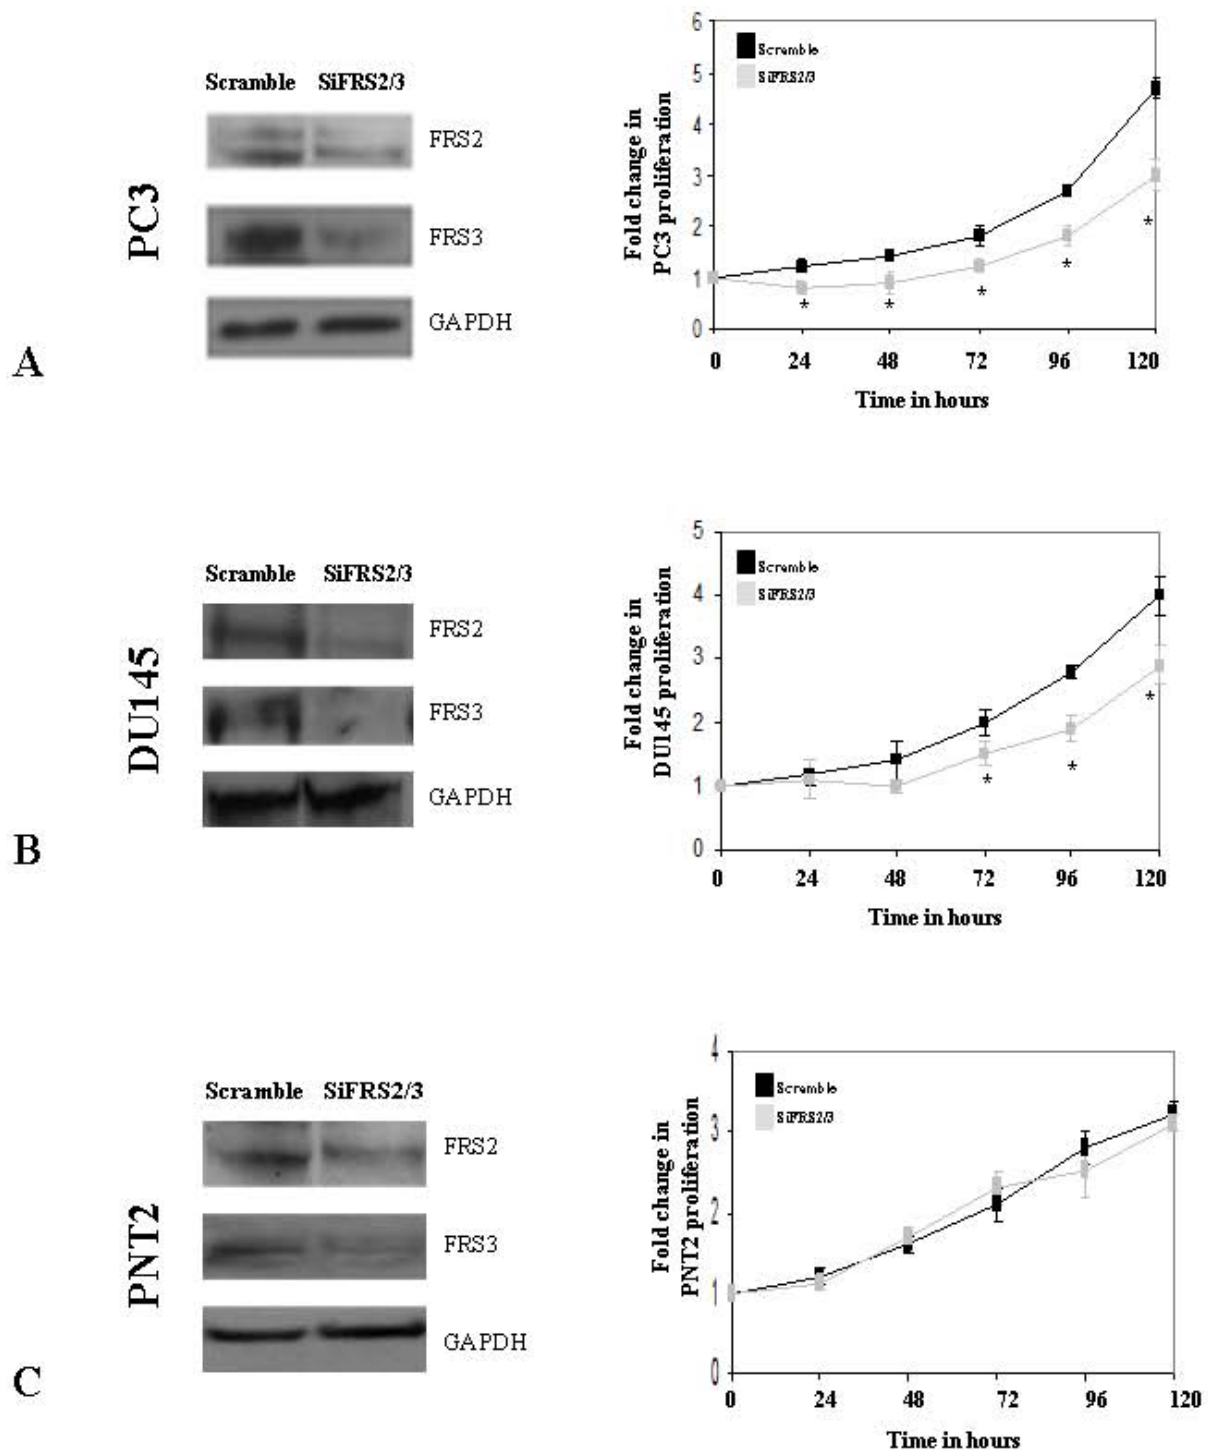 Scramble SiFRS2/3
FRS2
FRS3
GAPDH
PC3
A
6
5
4
3
2
1
0
Scramble
SiFRS2/3
Fold change in
PC3 proliferation
* * * * *
0 24 48 72 96 120
Time in hours
Scramble SiFRS2/3
FRS2
FRS3
GAPDH
DU145
B
5
4
3
2
1
0
Scramble
SiFRS2/3
Fold change in
DU145 proliferation
* * *
0 24 48 72 96 120
Time in hours
Scramble SiFRS2/3
FRS2
FRS3
GAPDH
PNT2
C
4
3
2
1
0
Scramble
SiFRS2/3
Fold change in
PNT2 proliferation
0 24 48 72 96 120
Time in hours